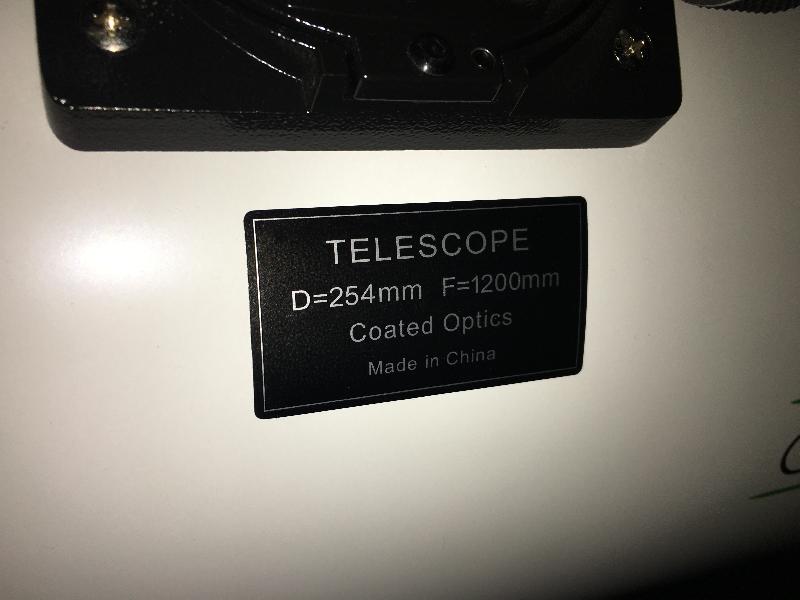 TELESCOPE
D=254mm F=1200mm
Coated Optics
Made in China